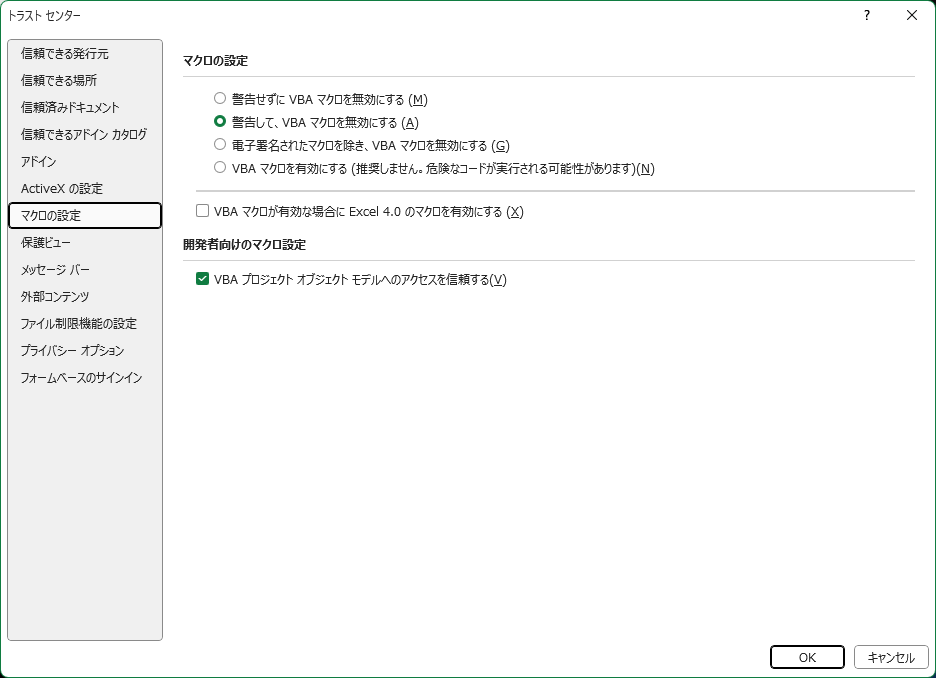 トラスト センター
?
信頼できる発行元
信頼できる場所
信頼済みドキュメント
信頼できるアドイン カタログ
アドイン
ActiveX の設定
マクロの設定
保護ビュー
メッセージ バー
外部コンテンツ
ファイル制限機能の設定
プライバシー オプション
フォームベースのサインイン
マクロの設定
警告せずに VBA マクロを無効にする (M)
警告して、VBA マクロを無効にする (A)
電子署名されたマクロを除き、VBA マクロを無効にする (G)
VBA マクロを有効にする (推奨しません。危険なコードが実行される可能性があります)(N)
VBA マクロが有効な場合に Excel 4.0 のマクロを有効にする (X)
開発者向けのマクロ設定
VBA プロジェクト オブジェクト モデルへのアクセスを信頼する(V)
OK
キャンセル